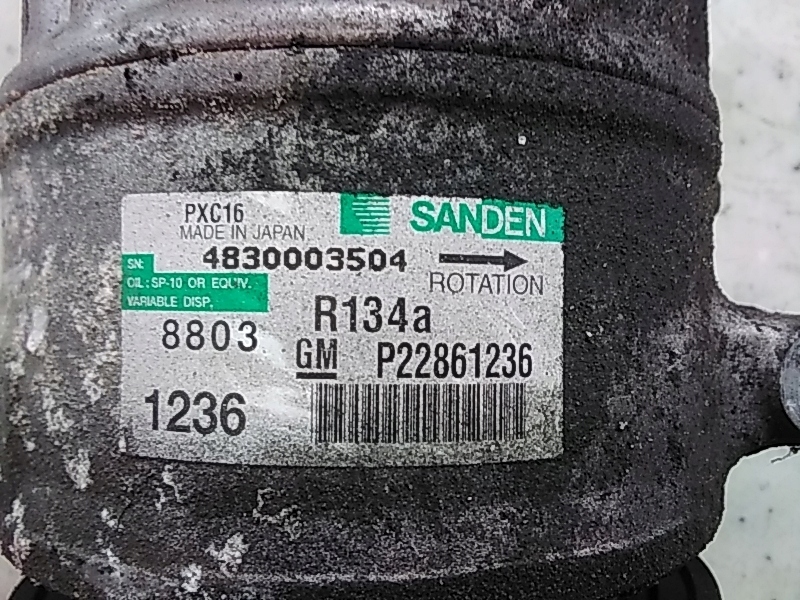 PXC16
SANDEN
MADE IN JAPAN
SN: 4830003504
ROTATION
OIL: SP-10 OR EQUIV.
VARIABLE DISP.
8803
R134a
GM P22861236
1236